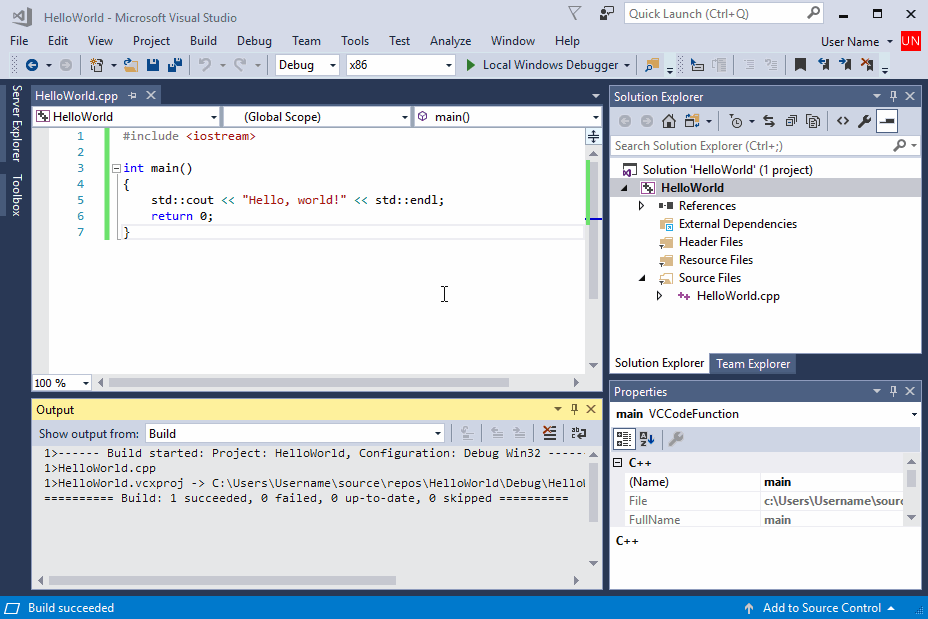 HelloWorld - Microsoft Visual Studio
Quick Launch (Ctrl+Q)
File Edit View Project Build Debug Team Tools Test Analyze Window Help
User Name UN
Debug x86 Local Windows Debugger
Server Explorer
Toolbox
HelloWorld.cpp
HelloWorld (Global Scope) main()
1 #include <iostream>
2
3 int main()
4 {
5 std::cout << "Hello, world!" << std::endl;
6 return 0;
7 }
100 %
Output
Show output from: Build
1>------ Build started: Project: HelloWorld, Configuration: Debug Win32 ------
1>HelloWorld.cpp
1>HelloWorld.vcxproj -> C:\Users\Username\source\repos\HelloWorld\Debug\Hello
========== Build: 1 succeeded, 0 failed, 0 up-to-date, 0 skipped ==========
Solution Explorer
Search Solution Explorer (Ctrl+;)
Solution 'HelloWorld' (1 project)
HelloWorld
References
External Dependencies
Header Files
Resource Files
Source Files
HelloWorld.cpp
Solution Explorer Team Explorer
Properties
main VCCodeFunction
C++
(Name) main
File c:\Users\Username\sour
FullName main
C++
Build succeeded
Add to Source Control